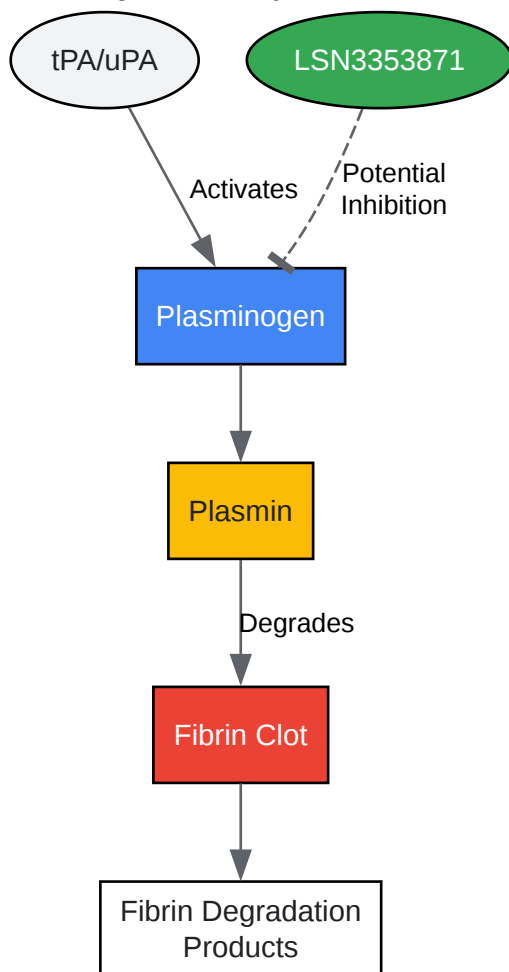 tPA/uPA
LSN3353871
Activates
Potential
Inhibition
Plasminogen
Plasmin
Degrades
Fibrin Clot
Fibrin Degradation
Products